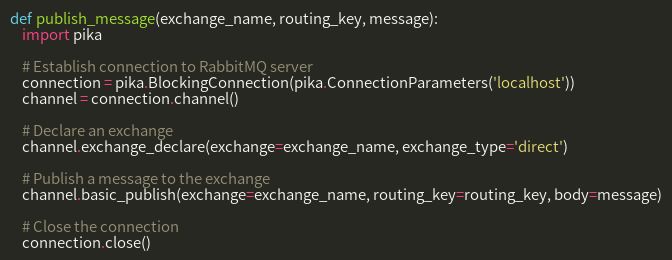 def publish_message(exchange_name, routing_key, message):
    import pika

    # Establish connection to RabbitMQ server
    connection = pika.BlockingConnection(pika.ConnectionParameters('localhost'))
    channel = connection.channel()

    # Declare an exchange
    channel.exchange_declare(exchange=exchange_name, exchange_type='direct')

    # Publish a message to the exchange
    channel.basic_publish(exchange=exchange_name, routing_key=routing_key, body=message)

    # Close the connection
    connection.close()